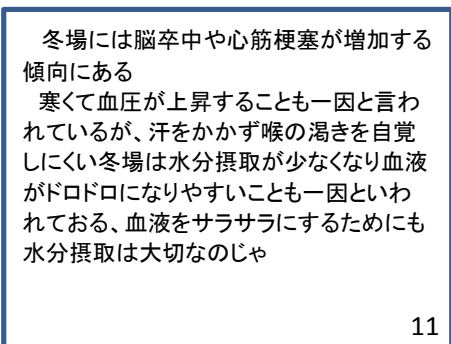 冬場には脳卒中や心筋梗塞が増加する
傾向にある
寒くて血圧が上昇することも一因と言わ
れているが、汗をかかず喉の渇きを自覚
しにくい冬場は水分摂取が少なくなり血液
がドロドロになりやすいことも一因といわ
れておる、血液をサラサラにするためにも
水分摂取は大切なのじゃ
11